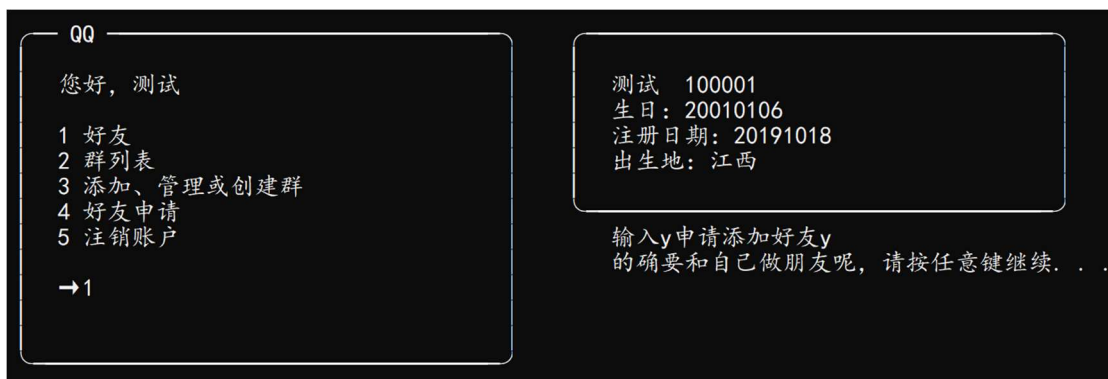 QQ
您好，测试
1 好友
2 群列表
3 添加、管理或创建群
4 好友申请
5 注销账户
→1
测试 100001
生日：20010106
注册日期：20191018
出生地：江西
输入y申请添加好友y
的确要和自己做朋友呢，请按任意键继续. . .